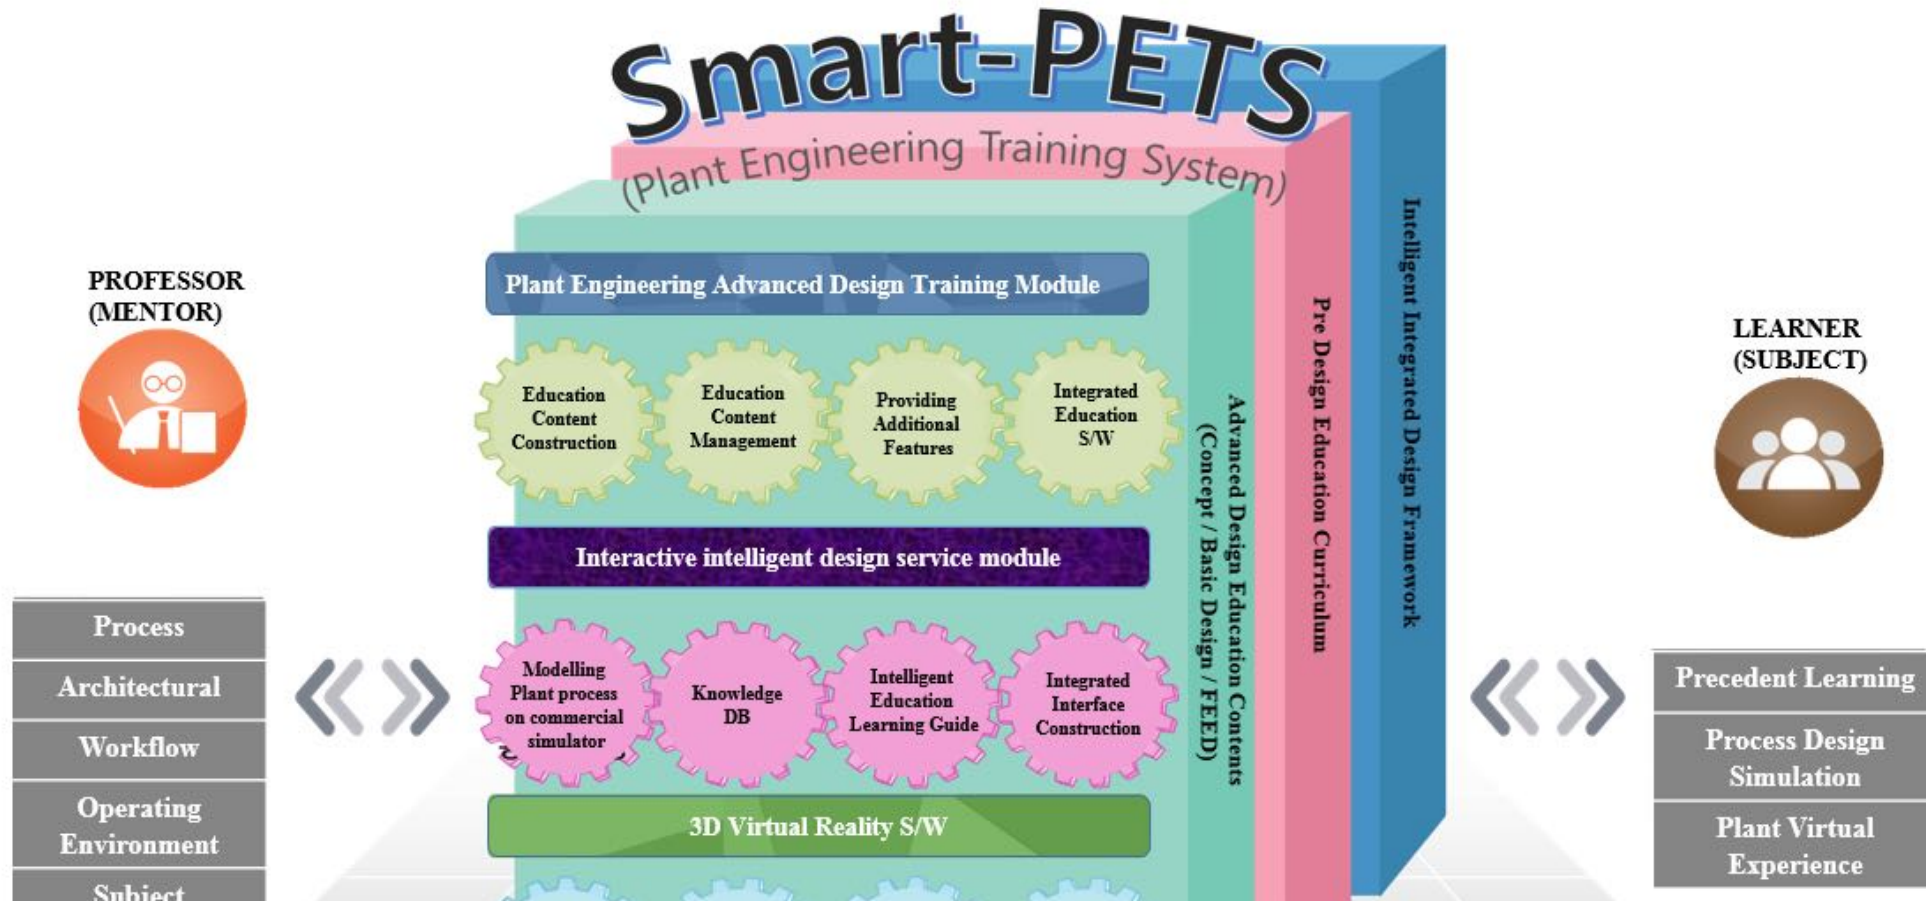 Smart-PETS
(Plant Engineering Training System)
PROFESSOR
(MENTOR)
Process
Architectural
Workflow
Operating
Environment
Subject
Plant Engineering Advanced Design Training Module
Education
Content
Construction
Education
Content
Management
Providing
Additional
Features
Integrated
Education
S/W
Interactive intelligent design service module
Modelling
Plant process
on commercial
simulator
Knowledge
DB
Intelligent
Education
Learning Guide
Integrated
Interface
Construction
3D Virtual Reality S/W
Advanced Design Education Contents
(Concept / Basic Design / FEED)
Pre Design Education Curriculum
Intelligent Integrated Design Framework
LEARNER
(SUBJECT)
Precedent Learning
Process Design
Simulation
Plant Virtual
Experience